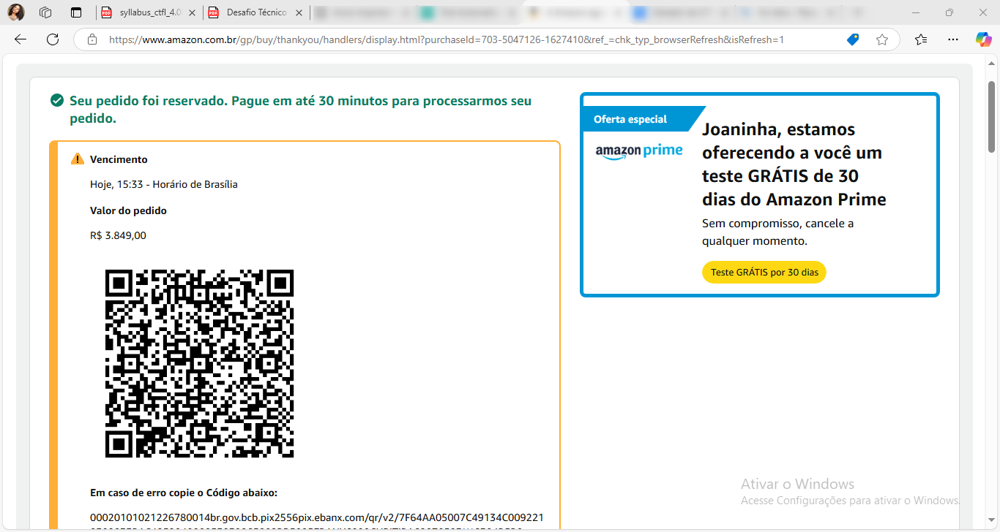 syllabus_ctfl_4.0
Desafio Técnico
https://www.amazon.com.br/gp/buy/thankyou/handlers/display.html?purchaseId=703-5047126-1627410&ref_=chk_typ_browserRefresh&isRefresh=1
Seu pedido foi reservado. Pague em até 30 minutos para processarmos seu
pedido.
Vencimento
Hoje, 15:33 - Horário de Brasília
Valor do pedido
R$ 3.849,00
Em caso de erro copie o Código abaixo:
00020101021226780014br.gov.bcb.pix2556pix.ebanx.com/qr/v2/7F64AA05007C49134C009221
Oferta especial
amazon prime
Joaninha, estamos
oferecendo a você um
teste GRÁTIS de 30
dias do Amazon Prime
Sem compromisso, cancele a
qualquer momento.
Teste GRÁTIS por 30 dias
Ativar o Windows
Acesse Configurações para ativar o Windows.